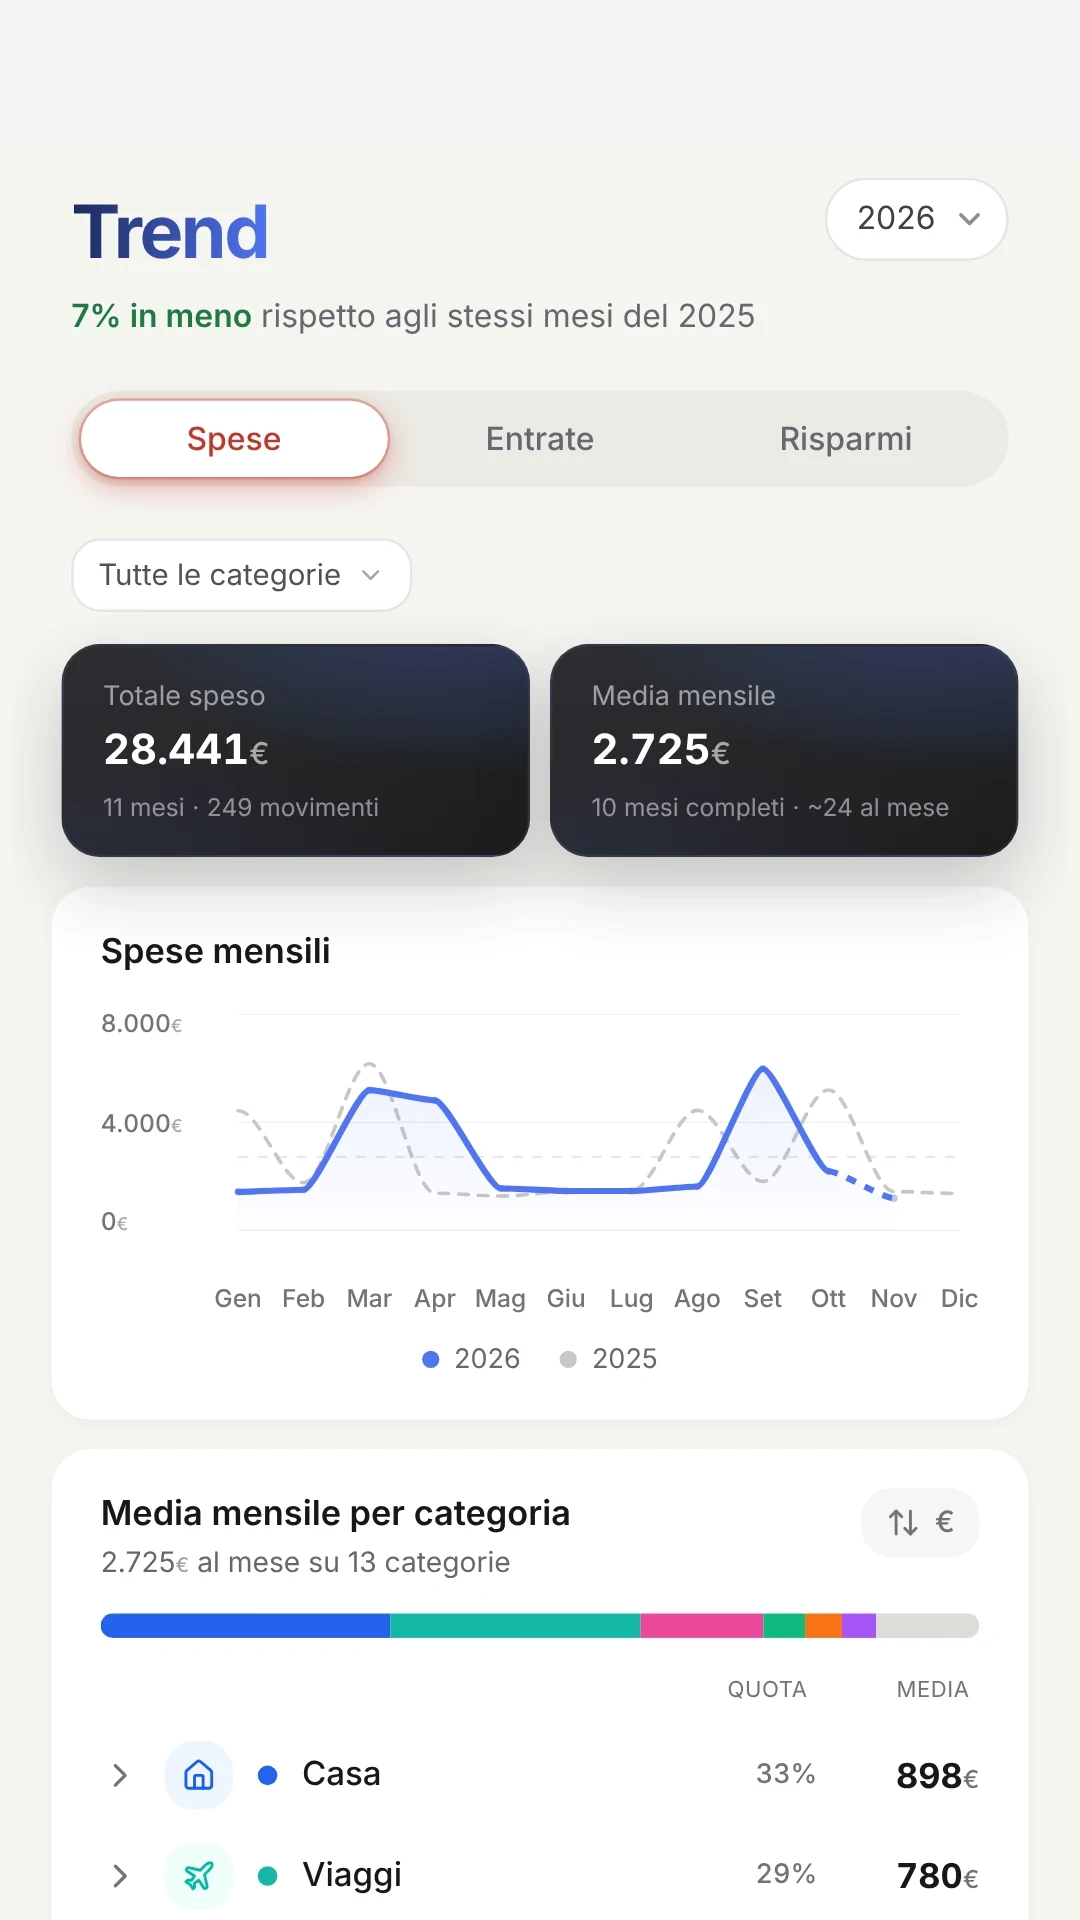 Trend
2026
7% in meno rispetto agli stessi mesi del 2025
Spese Entrate Risparmi
Tutte le categorie
Totale speso
28.441€
11 mesi · 249 movimenti
Media mensile
2.725€
10 mesi completi · ~24 al mese
Spese mensili
8.000€
4.000€
0€
Gen Feb Mar Apr Mag Giu Lug Ago Set Ott Nov Dic
2026 2025
Media mensile per categoria
€
2.725€ al mese su 13 categorie
QUOTA MEDIA
Casa 33% 898€
Viaggi 29% 780€